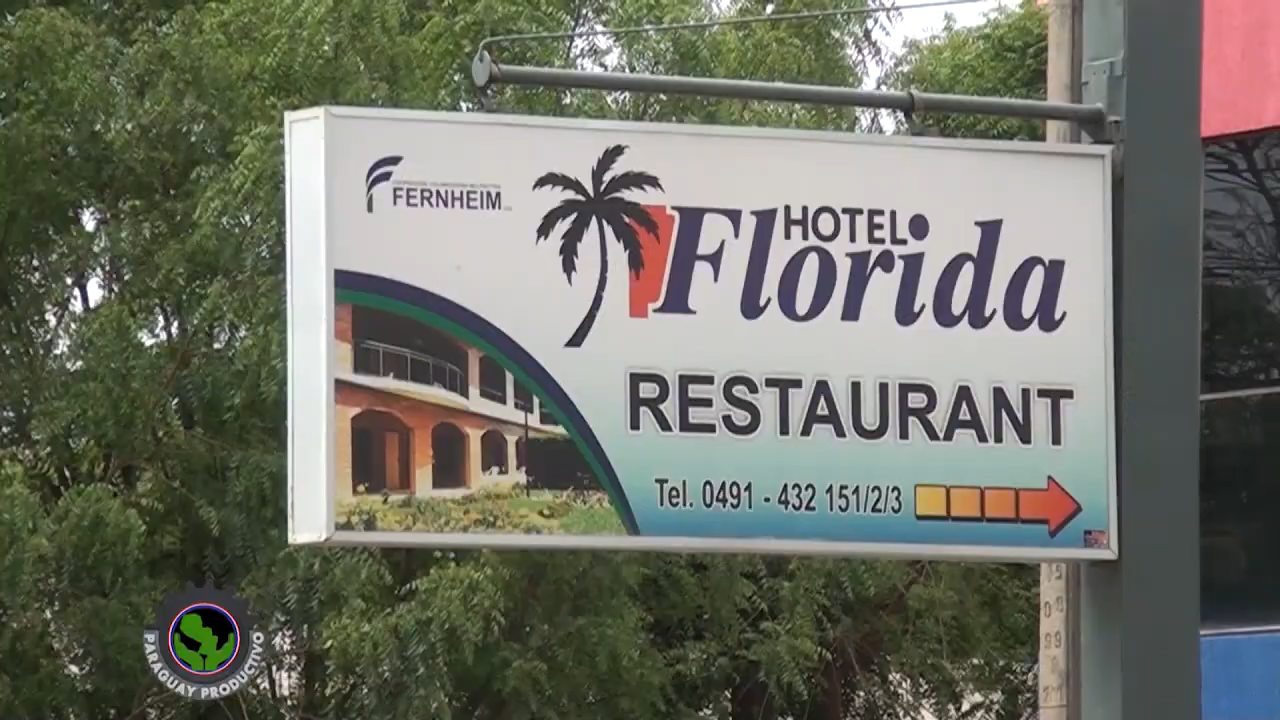 FERNHEIM
HOTEL
Florida
RESTAURANT
Tel. 0491 - 432 151/2/3
PARAGUAY PRODUCTIVO